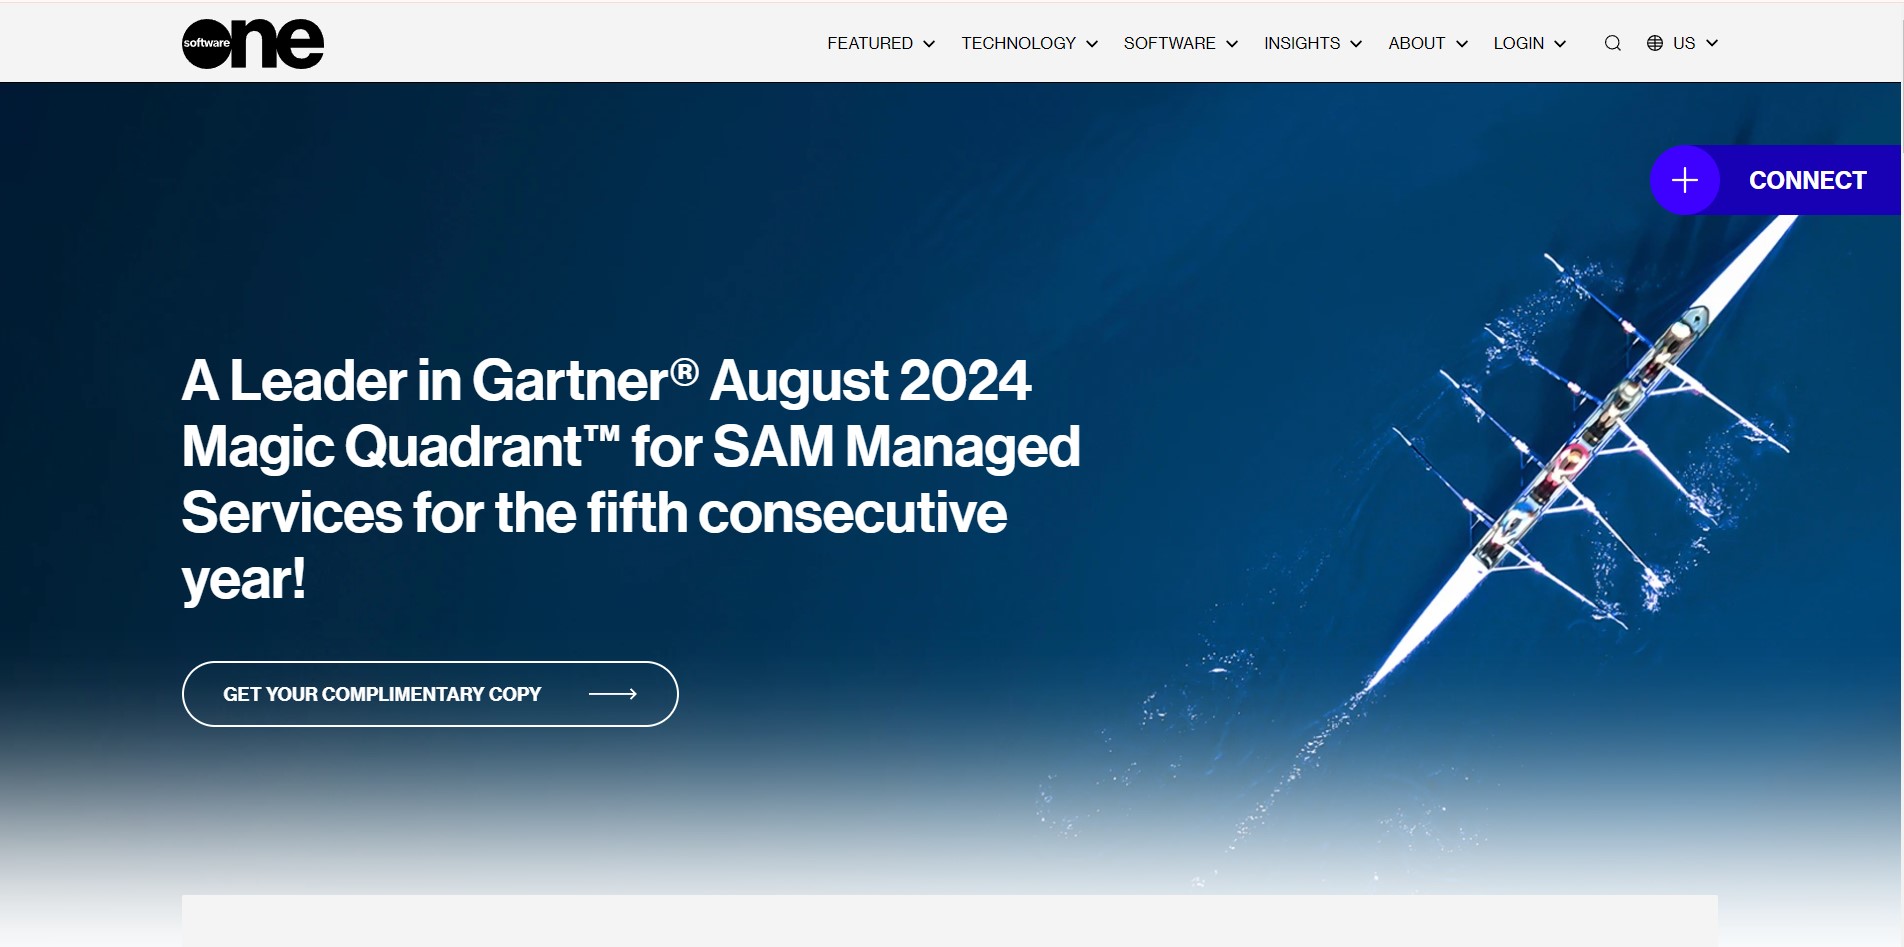 software one
FEATURED TECHNOLOGY SOFTWARE INSIGHTS ABOUT LOGIN US
CONNECT
A Leader in Gartner® August 2024
Magic Quadrant™ for SAM Managed
Services for the fifth consecutive
year!
GET YOUR COMPLIMENTARY COPY